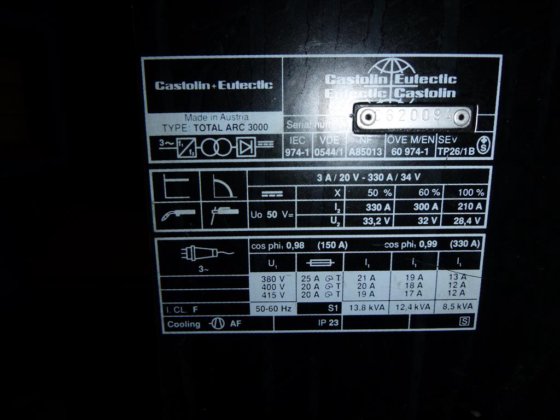 Castolin+Eutectic
Castolin Eutectic
Eutectic Castolin
Made in Austria
TYPE: TOTAL ARC 3000
Serial num
3~
IEC 974-1
VDE 0544/1
NF A85013
OVE M/EN 60 974-1
SEV TP26/1B
S
3 A / 20 V - 330 A / 34 V
X 50 % 60 % 100 %
Uo 50 V=
I2 330 A 300 A 210 A
U2 33,2 V 32 V 28,4 V
3~
cos phi, 0,98 (150 A) cos phi, 0,99 (330 A)
U1 I1 I1 I1
380 V 25 A T 21 A 19 A 13 A
400 V 20 A T 20 A 18 A 12 A
415 V 20 A T 19 A 17 A 12 A
I. CL. F 50-60 Hz S1 13.8 kVA 12,4 kVA 8,5 kVA
Cooling AF IP 23 S